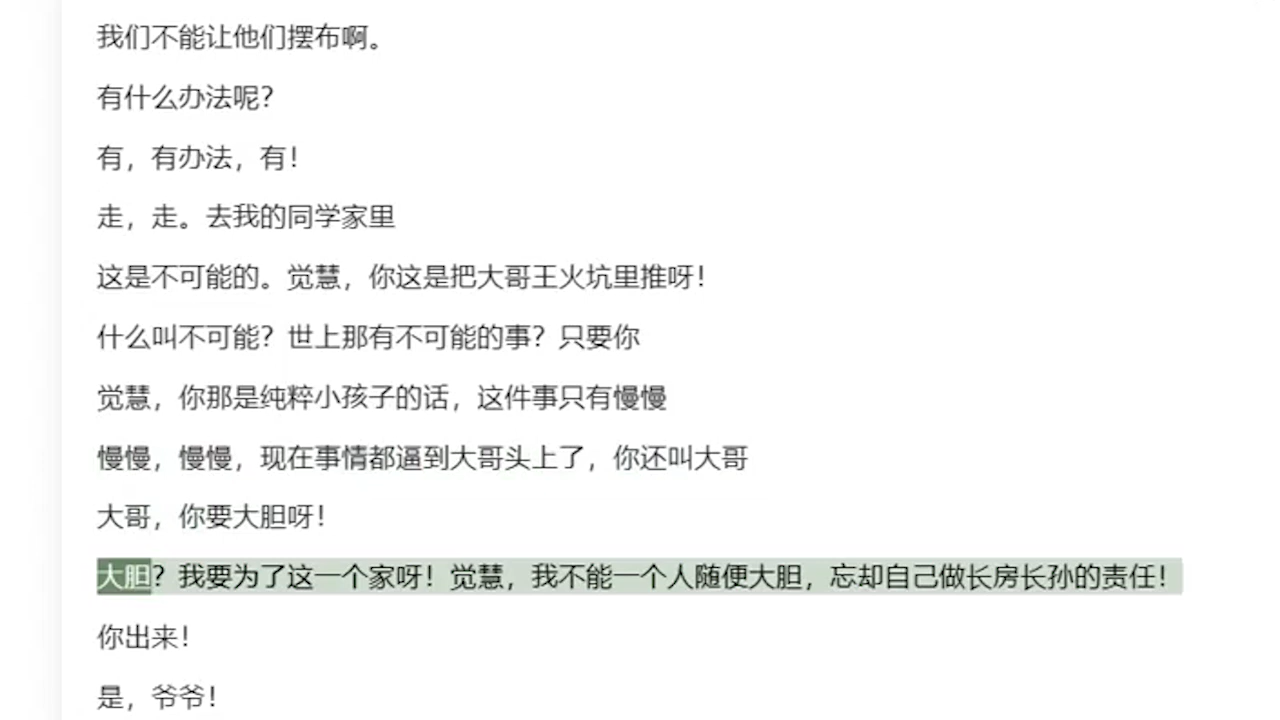 我们不能让他们摆布啊。
有什么办法呢？
有，有办法，有！
走，走。去我的同学家里
这是不可能的。觉慧，你这是把大哥王火坑里推呀！
什么叫不可能？世上那有不可能的事？只要你
觉慧，你那是纯粹小孩子的话，这件事只有慢慢
慢慢，慢慢，现在事情都逼到大哥头上了，你还叫大哥
大哥，你要大胆呀！
大胆？我要为了这一个家呀！觉慧，我不能一个人随便大胆，忘却自己做长房长孙的责任！
你出来！
是，爷爷！